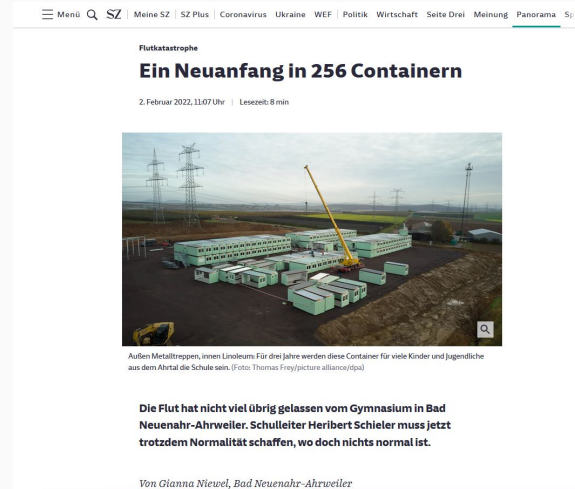 Menü SZ Meine SZ SZ Plus Coronavirus Ukraine WEF Politik Wirtschaft Seite Drei Meinung Panorama
Flutkatastrophe
Ein Neuanfang in 256 Containern
2. Februar 2022, 11:07 Uhr | Lesezeit: 8 min
Außen Metalltreppen, innen Linoleum: Für drei Jahre werden diese Container für viele Kinder und Jugendliche
aus dem Ahrtal die Schule sein. (Foto: Thomas Frey/picture alliance/dpa)
Die Flut hat nicht viel übrig gelassen vom Gymnasium in Bad
Neuenahr-Ahrweiler. Schulleiter Heribert Schieler muss jetzt
trotzdem Normalität schaffen, wo doch nichts normal ist.
Von Gianna Niewel, Bad Neuenahr-Ahrweiler